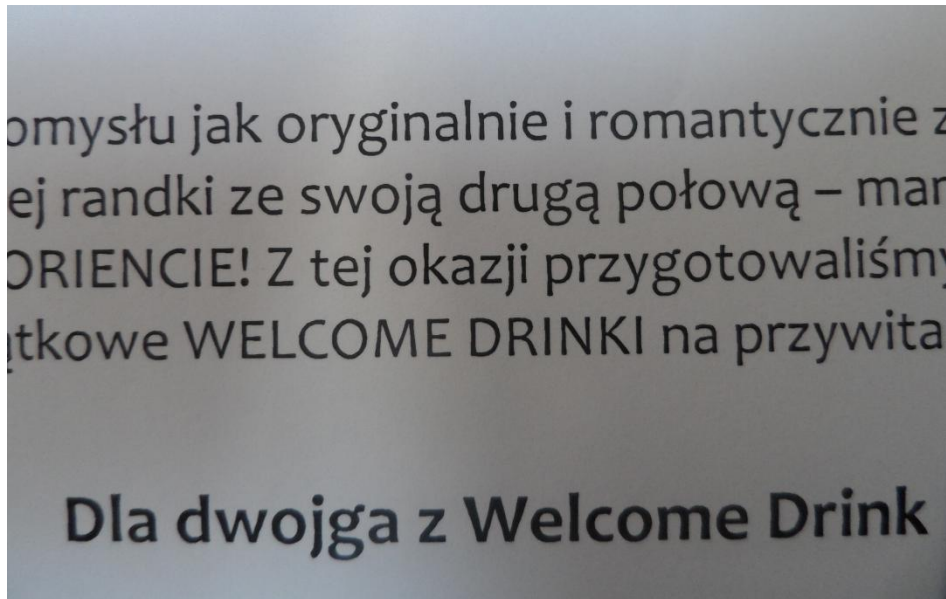 omysłu jak oryginalnie i romantycznie z
ej randki ze swoją drugą połową – mar
ORIENCIE! Z tej okazji przygotowaliśmy
ątkowe WELCOME DRINKI na przywita
Dla dwojga z Welcome Drink